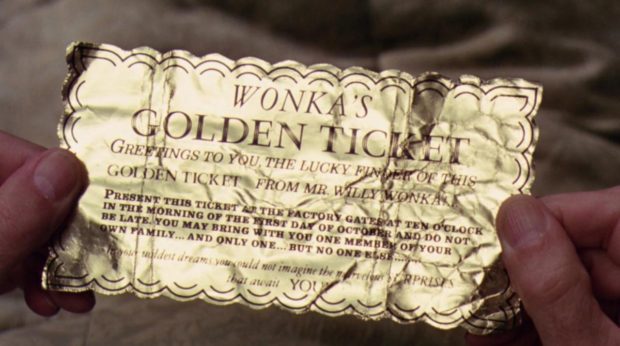 WONKA'S
GOLDEN TICKET
GREETINGS TO YOU, THE LUCKY FINDER OF THIS
GOLDEN TICKET FROM MR. WILLY WONKA!
PRESENT THIS TICKET AT THE FACTORY GATES AT TEN O'CLOCK
IN THE MORNING OF THE FIRST DAY OF OCTOBER AND DO NOT
BE LATE. YOU MAY BRING WITH YOU ONE MEMBER OF YOUR
OWN FAMILY... AND ONLY ONE... BUT NO ONE ELSE......
In your wildest dreams you could not imagine the marvelous SURPRISES
that await YOU